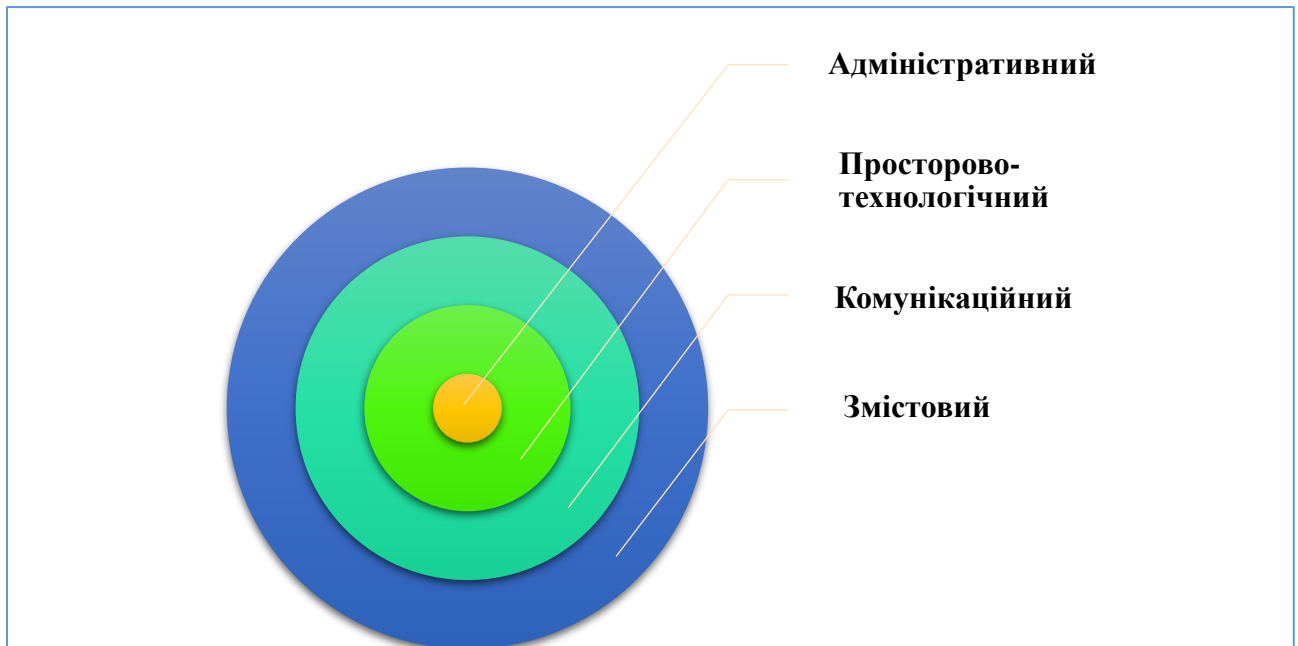 Адміністративний
Просторово-
технологічний
Комунікаційний
Змістовий